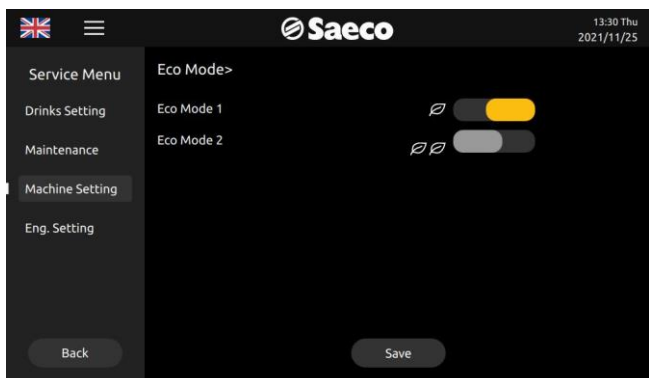 Saeco
13:30 Thu
2021/11/25
Service Menu
Drinks Setting
Maintenance
Machine Setting
Eng. Setting
Back
Eco Mode>
Eco Mode 1
Eco Mode 2
Save